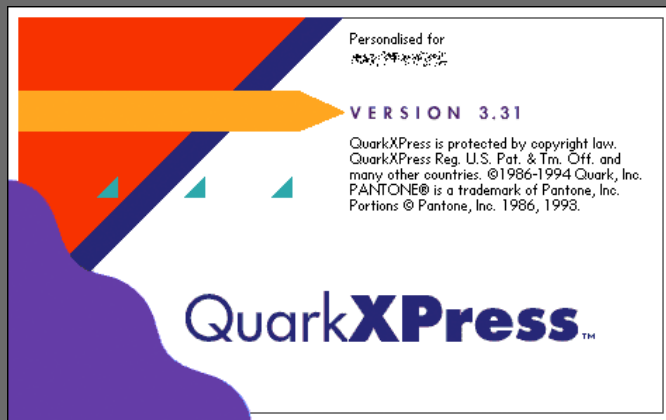 Personalised for
VERSION 3.31
QuarkXPress is protected by copyright law.
QuarkXPress Reg. U.S. Pat. & Tm. Off. and
many other countries. ©1986-1994 Quark, Inc.
PANTONE® is a trademark of Pantone, Inc.
Portions © Pantone, Inc. 1986, 1993.
QuarkXPress™